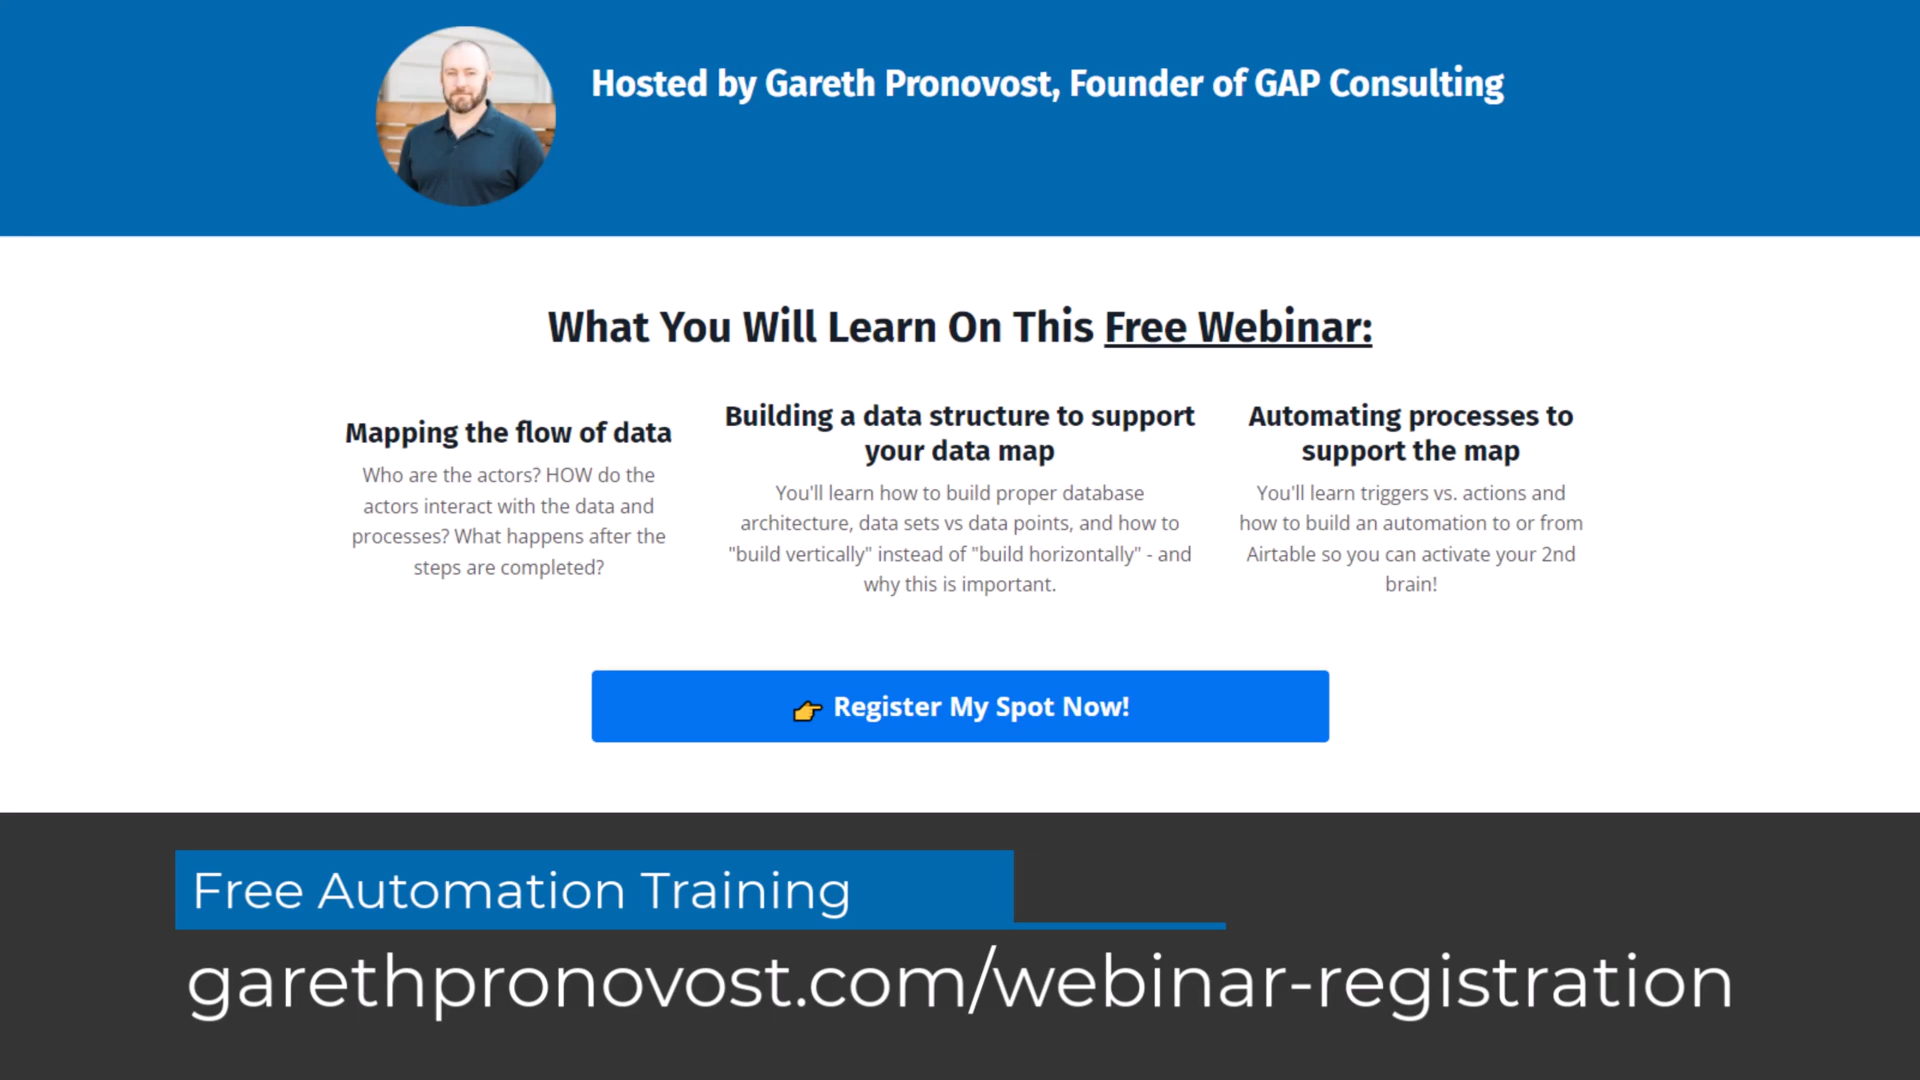 Hosted by Gareth Pronovost, Founder of GAP Consulting
What You Will Learn On This Free Webinar:
Mapping the flow of data
Who are the actors? HOW do the
actors interact with the data and
processes? What happens after the
steps are completed?
Building a data structure to support
your data map
You'll learn how to build proper database
architecture, data sets vs data points, and how to
"build vertically" instead of "build horizontally" - and
why this is important.
Automating processes to
support the map
You'll learn triggers vs. actions and
how to build an automation to or from
Airtable so you can activate your 2nd
brain!
👉 Register My Spot Now!
Free Automation Training
garethpronovost.com/webinar-registration